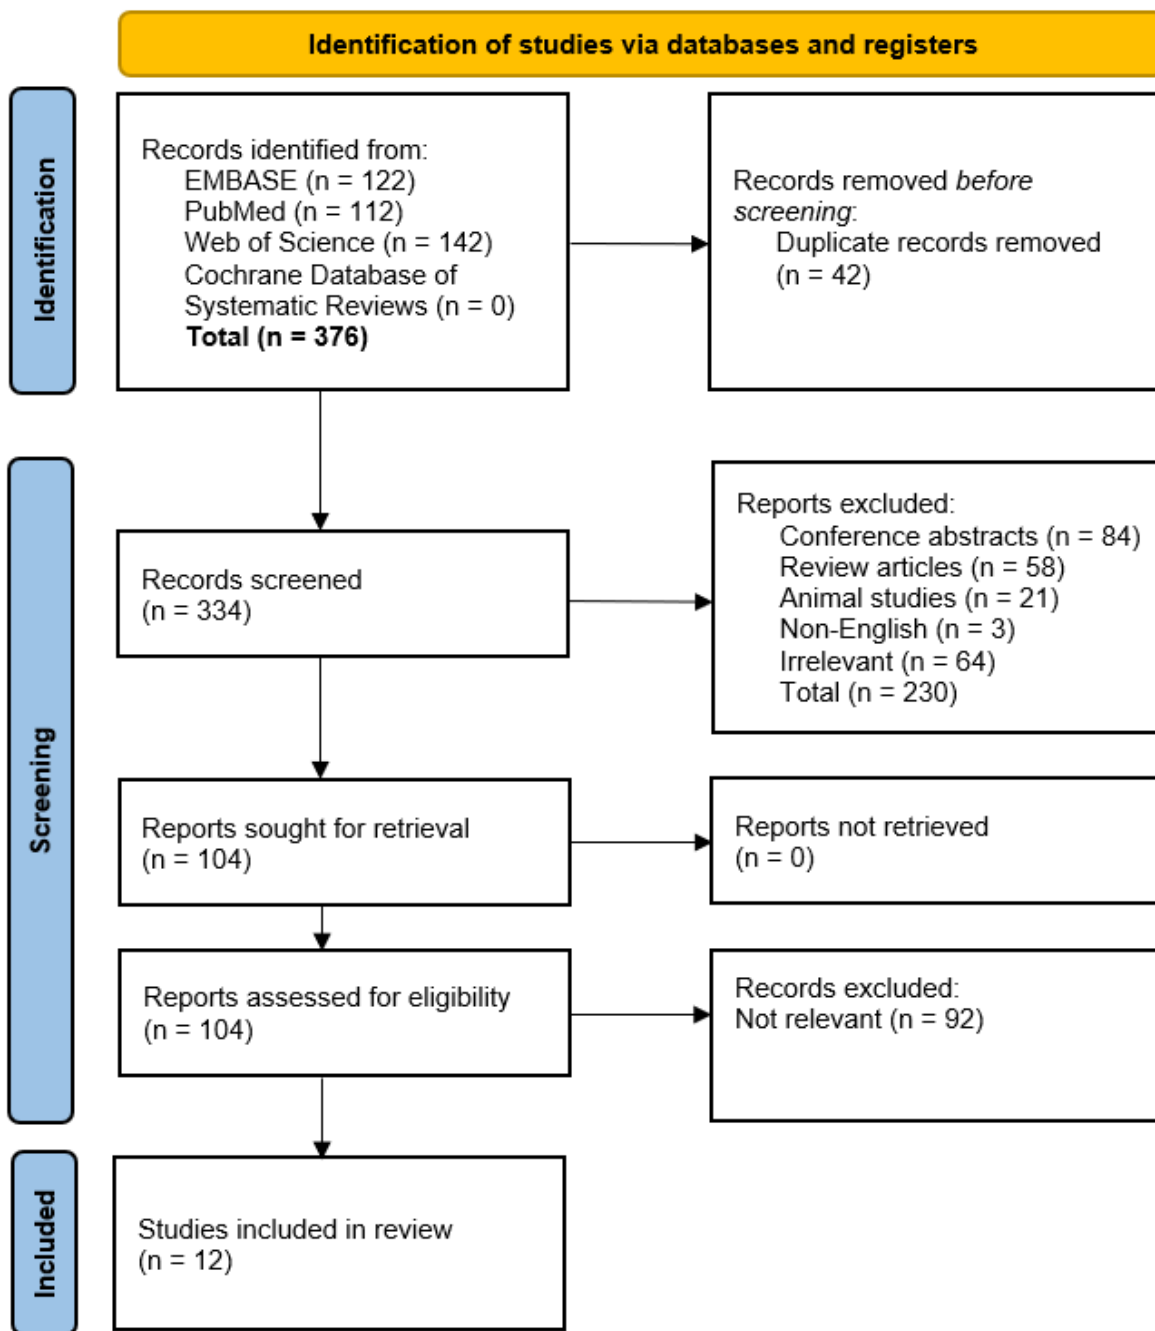 Identification of studies via databases and registers
Identification
Records identified from:
EMBASE (n = 122)
PubMed (n = 112)
Web of Science (n = 142)
Cochrane Database of
Systematic Reviews (n = 0)
Total (n = 376)
Records removed before
screening:
Duplicate records removed
(n = 42)
Screening
Records screened
(n = 334)
Reports excluded:
Conference abstracts (n = 84)
Review articles (n = 58)
Animal studies (n = 21)
Non-English (n = 3)
Irrelevant (n = 64)
Total (n = 230)
Reports sought for retrieval
(n = 104)
Reports not retrieved
(n = 0)
Reports assessed for eligibility
(n = 104)
Records excluded:
Not relevant (n = 92)
Included
Studies included in review
(n = 12)